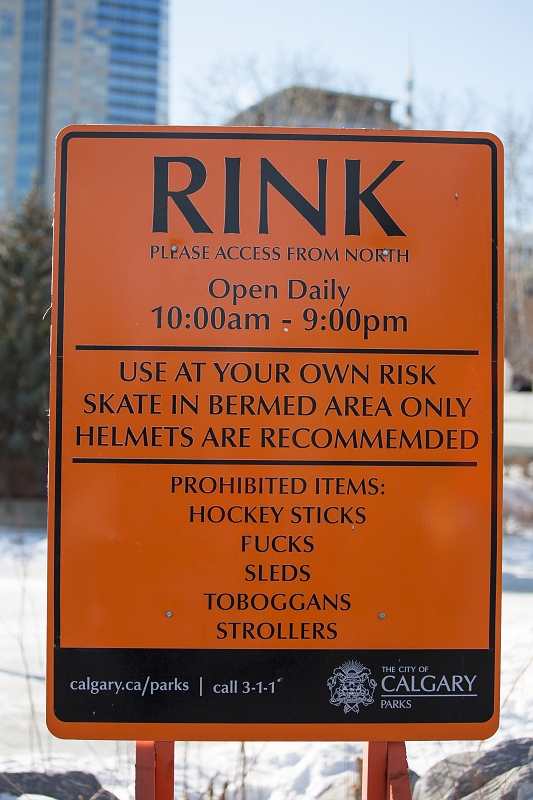 RINK
PLEASE ACCESS FROM NORTH
Open Daily
10:00am - 9:00pm
USE AT YOUR OWN RISK
SKATE IN BERMED AREA ONLY
HELMETS ARE RECOMMEMDED
PROHIBITED ITEMS:
HOCKEY STICKS
FUCKS
SLEDS
TOBOGGANS
STROLLERS
calgary.ca/parks | call 3-1-1
THE CITY OF
CALGARY
PARKS